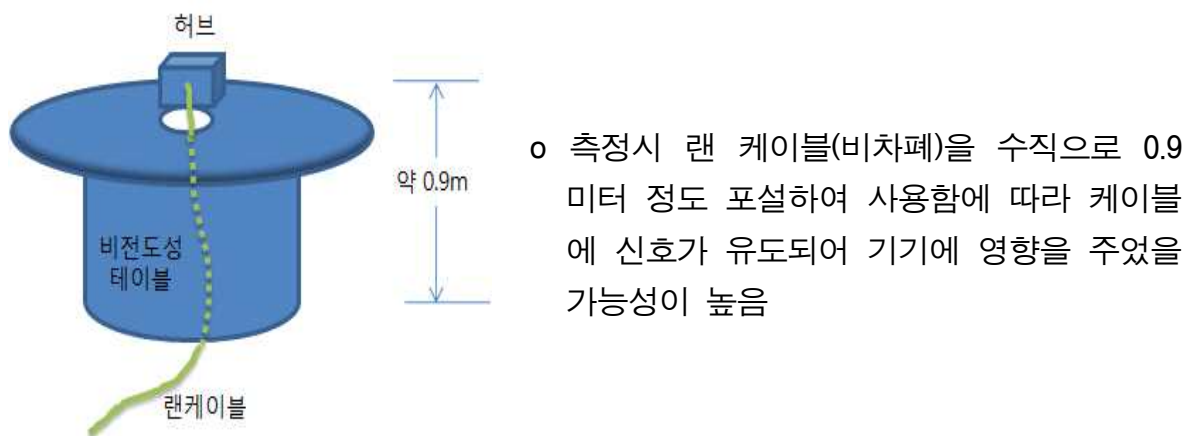 허브
약 0.9m
비전도성
테이블
랜케이블
o 측정시 랜 케이블(비차폐)을 수직으로 0.9
미터 정도 포설하여 사용함에 따라 케이블
에 신호가 유도되어 기기에 영향을 주었을
가능성이 높음